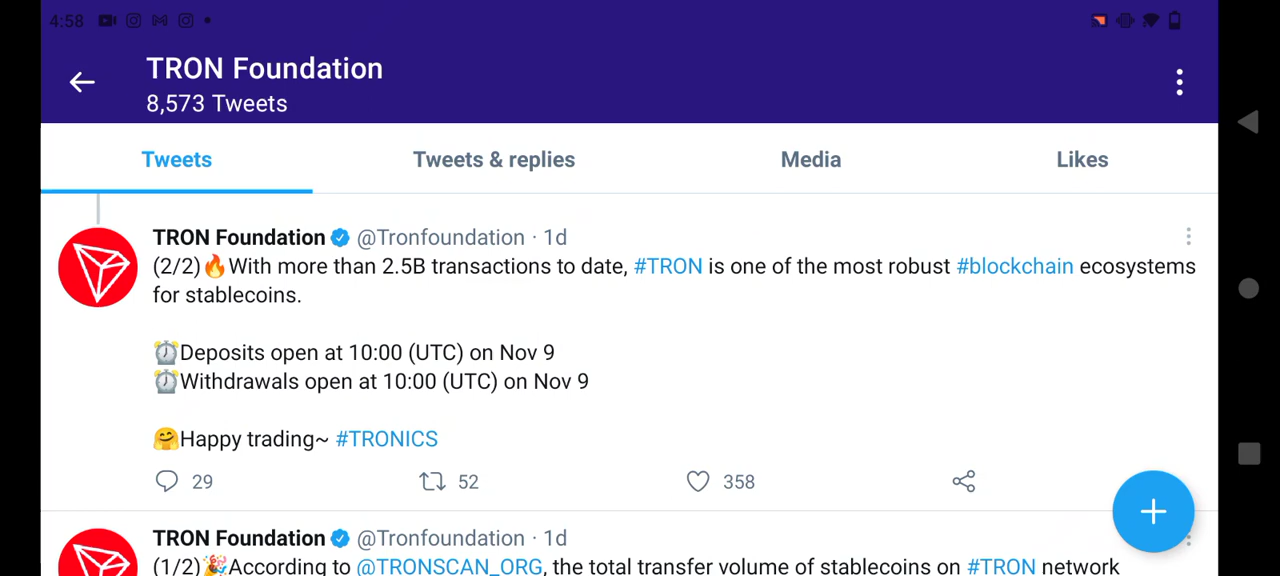 4:58
TRON Foundation
8,573 Tweets
Tweets
Tweets & replies
Media
Likes
TRON Foundation @Tronfoundation · 1d
(2/2)🔥With more than 2.5B transactions to date, #TRON is one of the most robust #blockchain ecosystems
for stablecoins.
⏰Deposits open at 10:00 (UTC) on Nov 9
⏰Withdrawals open at 10:00 (UTC) on Nov 9
🤗Happy trading~ #TRONICS
29
52
358
TRON Foundation @Tronfoundation · 1d
(1/2)🎉According to @TRONSCAN_ORG, the total transfer volume of stablecoins on #TRON network